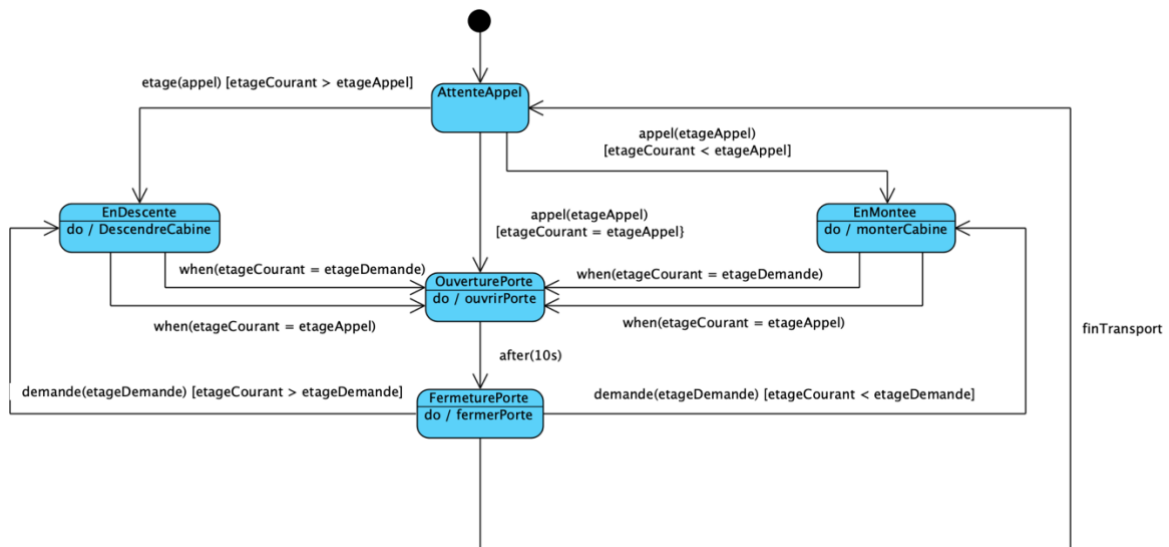 etage(appel) [etageCourant > etageAppel]
AttenteAppel
appel(etageAppel)
[etageCourant < etageAppel]
EnDescente
do / DescendreCabine
appel(etageAppel)
[etageCourant = etageAppel}
EnMontee
do / monterCabine
when(etageCourant = etageDemande)
OuverturePorte
do / ouvrirPorte
when(etageCourant = etageDemande)
when(etageCourant = etageAppel)
when(etageCourant = etageAppel)
finTransport
after(10s)
demande(etageDemande) [etageCourant > etageDemande]
FermeturePorte
do / fermerPorte
demande(etageDemande) [etageCourant < etageDemande]